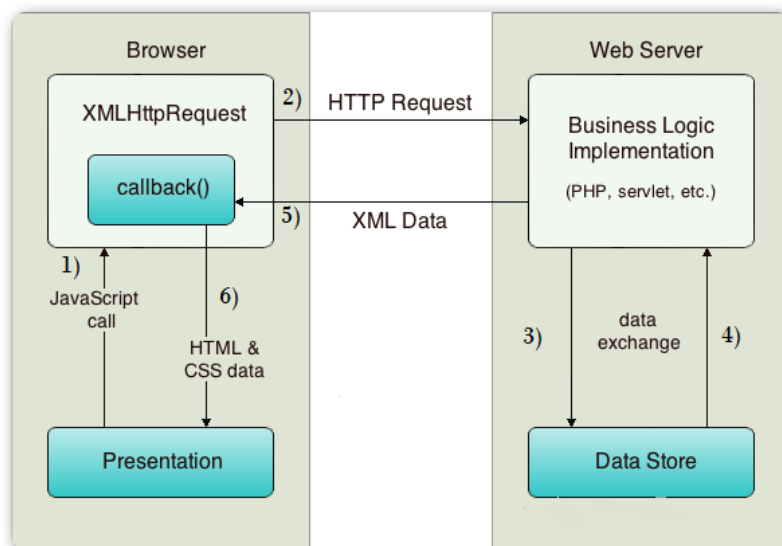 Browser
Web Server
XMLHttpRequest
2)
HTTP Request
Business Logic
Implementation
(PHP, servlet, etc.)
callback()
5)
XML Data
1)
JavaScript
call
6)
HTML &
CSS data
3)
data
exchange
4)
Presentation
Data Store